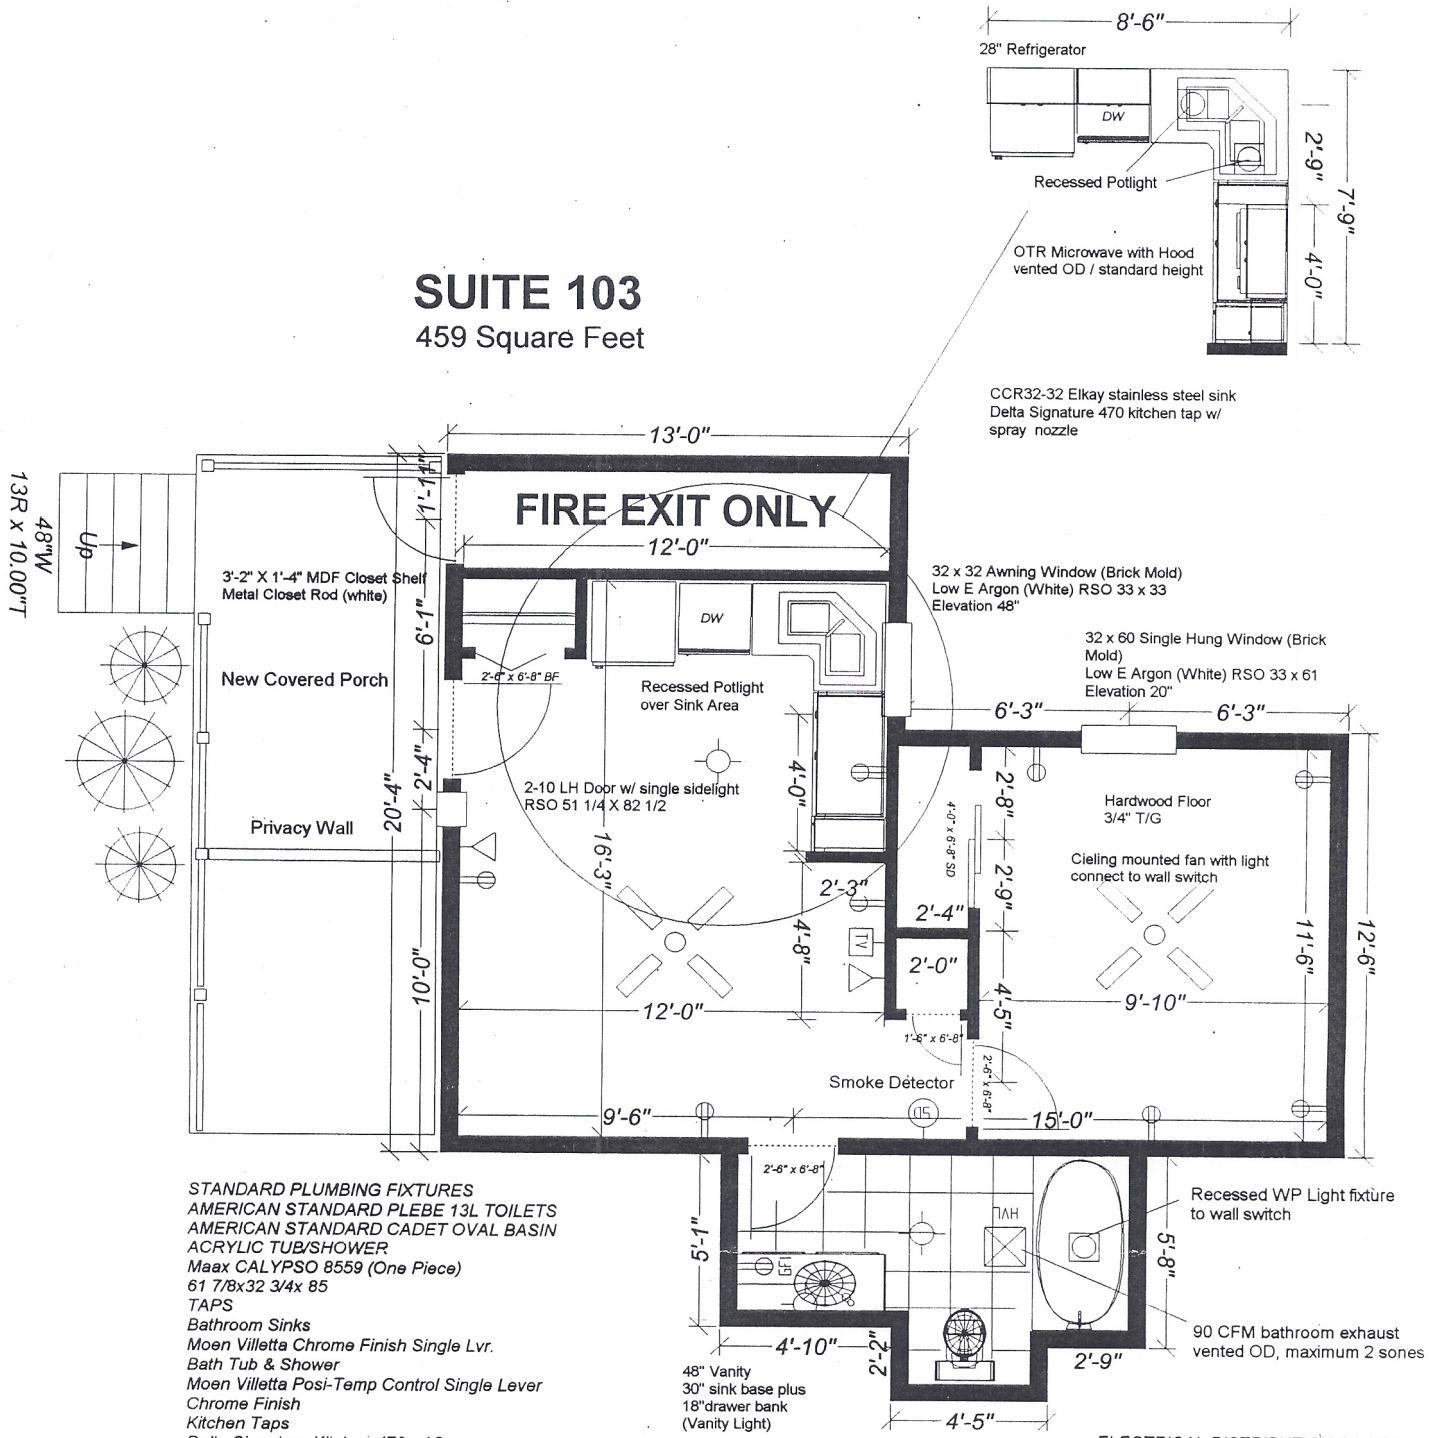 8'-6"
28" Refrigerator
DW
Recessed Potlight
2'-9"
7'-9"
4'-0"
OTR Microwave with Hood
vented OD / standard height
SUITE 103
459 Square Feet
CCR32-32 Elkay stainless steel sink
Delta Signature 470 kitchen tap w/
spray nozzle
13'-0"
1'-11"
FIRE EXIT ONLY
12'-0"
Up
48"W
13R x 10.00"T
3'-2" X 1'-4" MDF Closet Shelf
Metal Closet Rod (white)
6'-1"
32 x 32 Awning Window (Brick Mold)
Low E Argon (White) RSO 33 x 33
Elevation 48"
DW
32 x 60 Single Hung Window (Brick
Mold)
Low E Argon (White) RSO 33 x 61
Elevation 20"
New Covered Porch
2'-6" x 6'-8" BF
Recessed Potlight
over Sink Area
6'-3"
6'-3"
2'-4"
20'-4"
2-10 LH Door w/ single sidelight
RSO 51 1/4 X 82 1/2
4'-0"
2'-8"
4'-0" x 6'-8" SD
Hardwood Floor
3/4" T/G
Privacy Wall
16'-3"
Cieling mounted fan with light
connect to wall switch
2'-9"
2'-3"
2'-4"
4'-8"
TV
11'-6"
12'-6"
10'-0"
2'-0"
4'-5"
9'-10"
12'-0"
1'-6" x 6'-8"
2'-6" x 6'-8"
Smoke Detector
9'-6"
SD
15'-0"
2'-6" x 6'-8"
STANDARD PLUMBING FIXTURES
AMERICAN STANDARD PLEBE 13L TOILETS
AMERICAN STANDARD CADET OVAL BASIN
ACRYLIC TUB/SHOWER
Maax CALYPSO 8559 (One Piece)
61 7/8x32 3/4x 85
TAPS
Bathroom Sinks
Moen Villetta Chrome Finish Single Lvr.
Bath Tub & Shower
Moen Villetta Posi-Temp Control Single Lever
Chrome Finish
Kitchen Taps
5'-1"
GFI
HVL
5'-8"
Recessed WP Light fixture
to wall switch
4'-10"
2'-2"
2'-9"
90 CFM bathroom exhaust
vented OD, maximum 2 sones
48" Vanity
30" sink base plus
18"drawer bank
(Vanity Light)
4'-5"